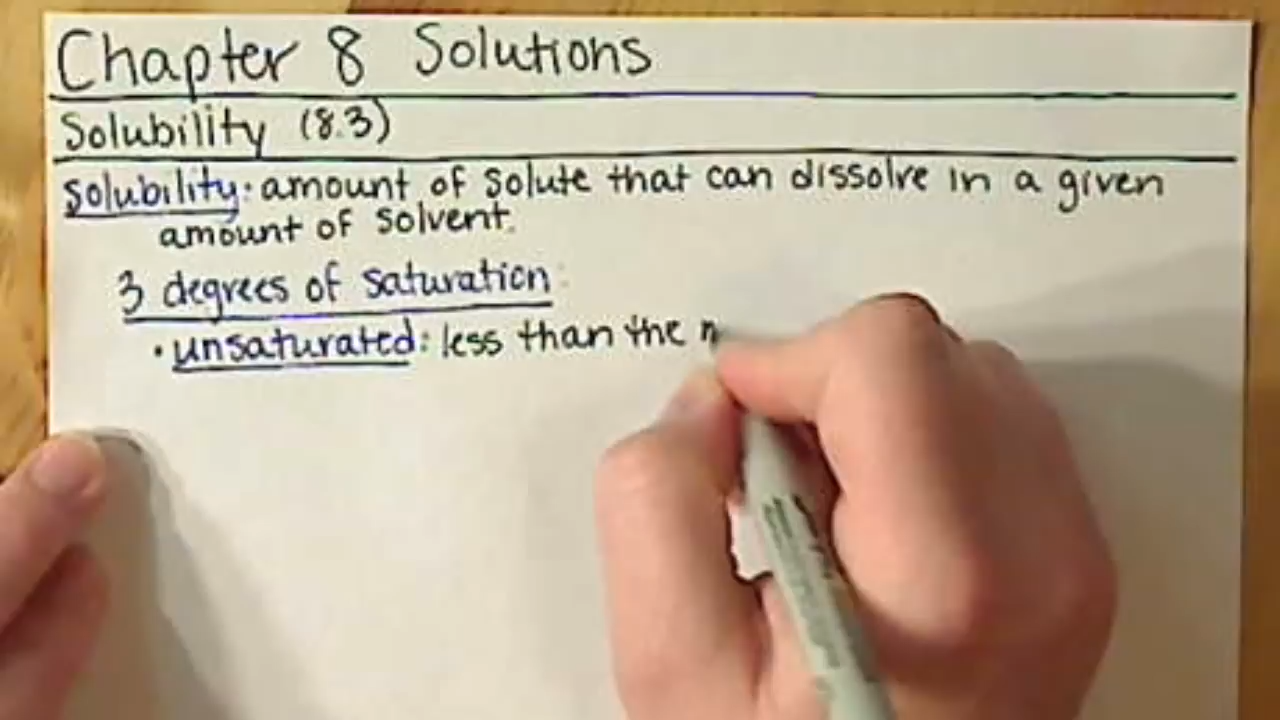 Chapter 8 Solutions
Solubility (8.3)
Solubility: amount of solute that can dissolve in a given
amount of solvent.
3 degrees of saturation:
• unsaturated: less than the